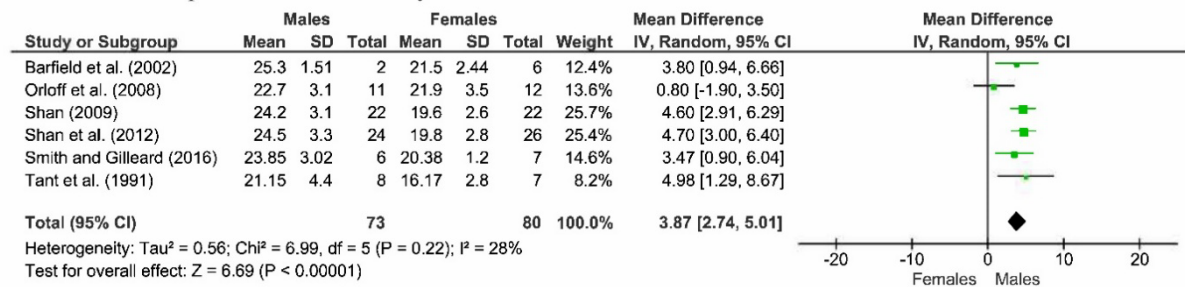 Males Females Mean Difference Mean Difference
Study or Subgroup Mean SD Total Mean SD Total Weight IV, Random, 95% CI IV, Random, 95% CI
Barfield et al. (2002) 25.3 1.51 2 21.5 2.44 6 12.4% 3.80 [0.94, 6.66]
Orloff et al. (2008) 22.7 3.1 11 21.9 3.5 12 13.6% 0.80 [-1.90, 3.50]
Shan (2009) 24.2 3.1 22 19.6 2.6 22 25.7% 4.60 [2.91, 6.29]
Shan et al. (2012) 24.5 3.3 24 19.8 2.8 26 25.4% 4.70 [3.00, 6.40]
Smith and Gilleard (2016) 23.85 3.02 6 20.38 1.2 7 14.6% 3.47 [0.90, 6.04]
Tant et al. (1991) 21.15 4.4 8 16.17 2.8 7 8.2% 4.98 [1.29, 8.67]
Total (95% CI) 73 80 100.0% 3.87 [2.74, 5.01]
Heterogeneity: Tau² = 0.56; Chi² = 6.99, df = 5 (P = 0.22); I² = 28%
Test for overall effect: Z = 6.69 (P < 0.00001)
-20 -10 0 10 20
Females Males